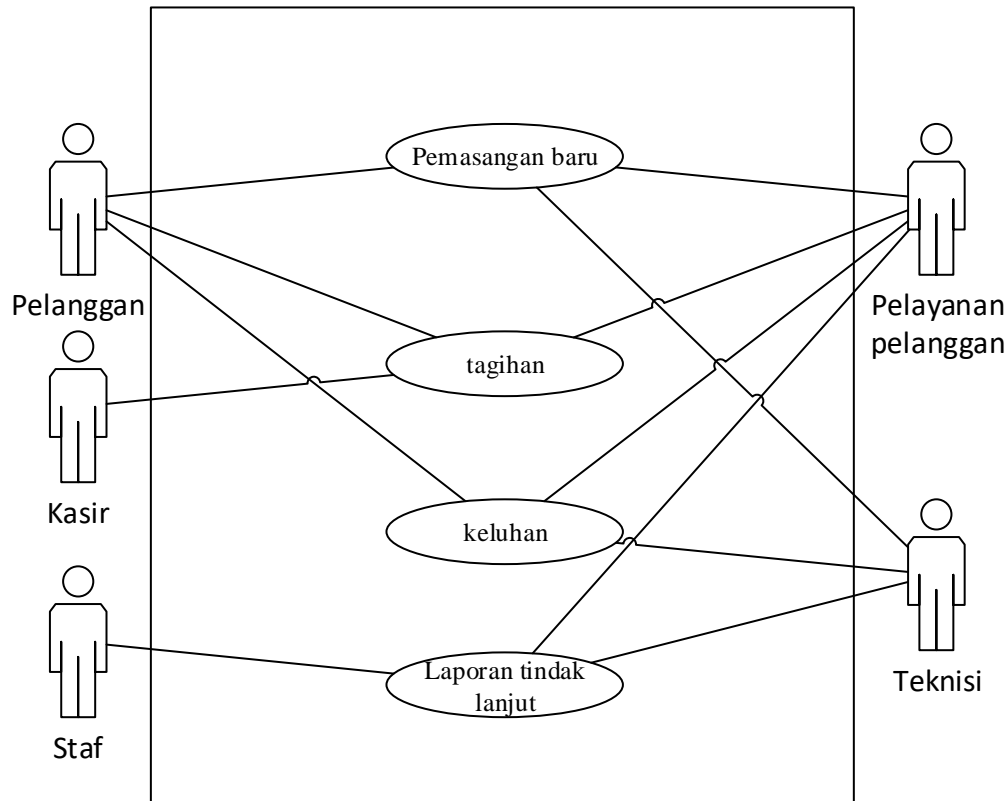 Pemasangan baru
Pelanggan
Pelayanan
pelanggan
tagihan
Kasir
keluhan
Laporan tindak
lanjut
Teknisi
Staf